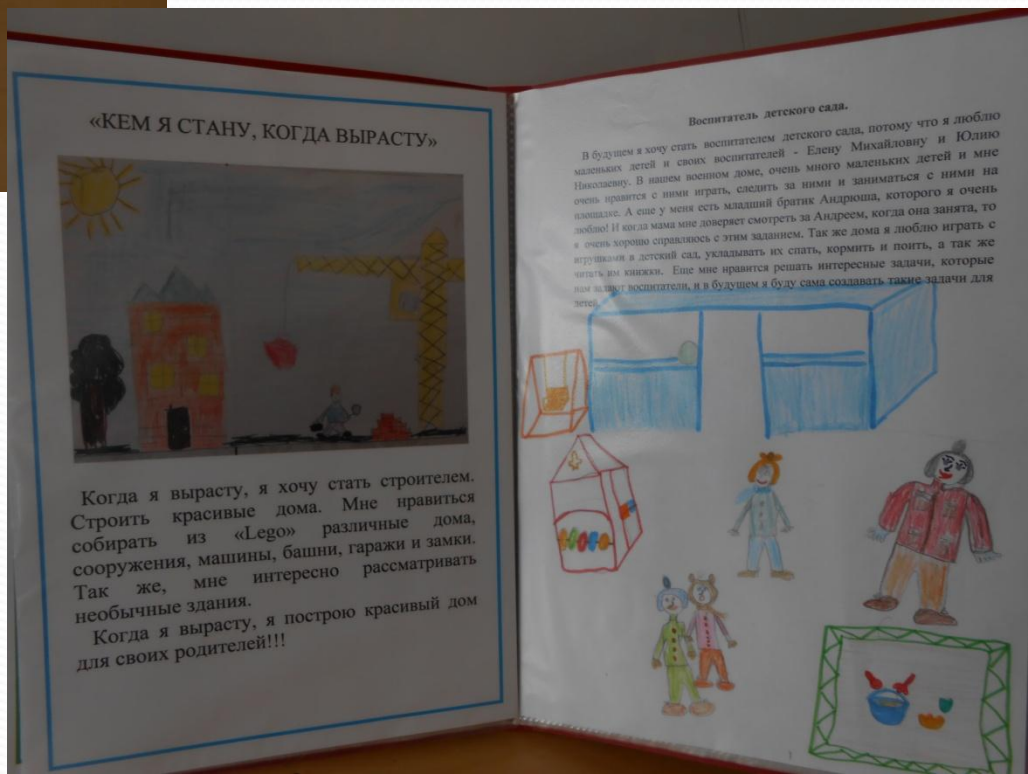 «КЕМ Я СТАНУ, КОГДА ВЫРАСТУ»
Когда я вырасту, я хочу стать строителем.
Строить красивые дома. Мне нравиться
собирать из «Lego» различные дома,
сооружения, машины, башни, гаражи и замки.
Так же, мне интересно рассматривать
необычные здания.
Когда я вырасту, я построю красивый дом
для своих родителей!!!
Воспитатель детского сада.
В будущем я хочу стать воспитателем детского сада, потому что я люблю
маленьких детей и своих воспитателей - Елену Михайловну и Юлию
Николаевну. В нашем военном доме, очень много маленьких детей и мне
очень нравится с ними играть, следить за ними и заниматься с ними на
площадке. А еще у меня есть младший братик Андрюша, которого я очень
люблю! И когда мама мне доверяет смотреть за Андреем, когда она занята, то
я очень хорошо справляюсь с этим заданием. Так же дома я люблю играть с
игрушками в детский сад, укладывать их спать, кормить и поить, а так же
читать им книжки. Еще мне нравится решать интересные задачи, которые
нам задают воспитатели, и в будущем я буду сама создавать такие задачи для